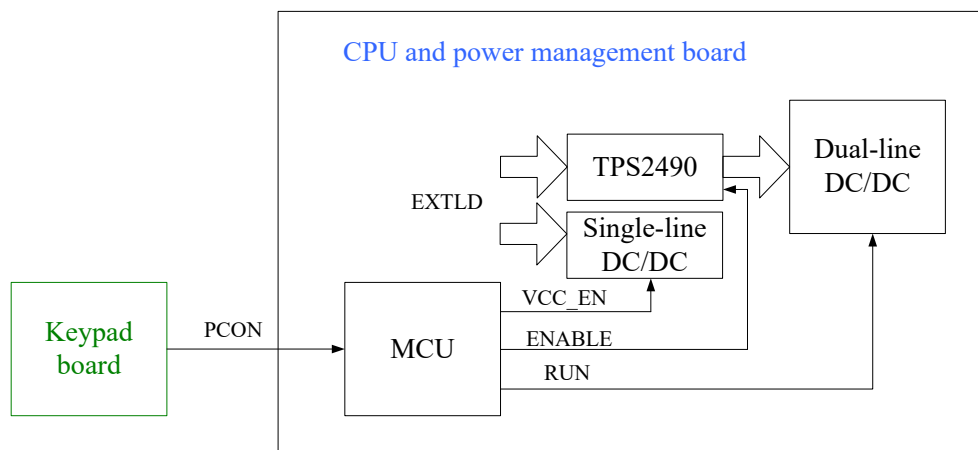 CPU and power management board
TPS2490
Dual-line
DC/DC
EXTLD
Single-line
DC/DC
VCC_EN
Keypad
board
PCON
MCU
ENABLE
RUN